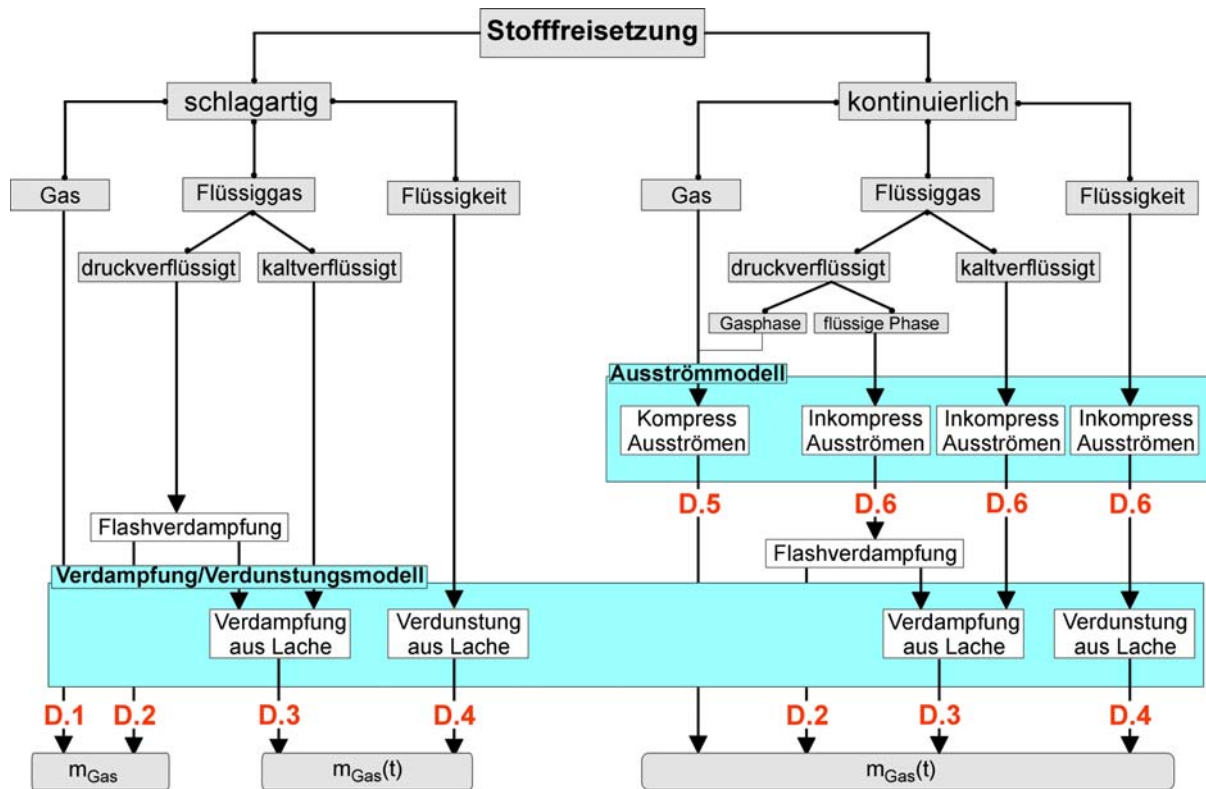 Stofffreisetzung
schlagartig
kontinuierlich
Gas
Flüssiggas
Flüssigkeit
Gas
Flüssiggas
Flüssigkeit
druckverflüssigt
kaltverflüssigt
druckverflüssigt
kaltverflüssigt
Gasphase
flüssige Phase
Ausströmmodell
Kompress
Ausströmen
Inkompress
Ausströmen
Inkompress
Ausströmen
Inkompress
Ausströmen
D.5
D.6
D.6
D.6
Flashverdampfung
Flashverdampfung
Verdampfung/Verdunstungsmodell
Verdampfung
aus Lache
Verdunstung
aus Lache
Verdampfung
aus Lache
Verdunstung
aus Lache
D.1
D.2
D.3
D.4
D.2
D.3
D.4
mGas
mGas(t)
mGas(t)